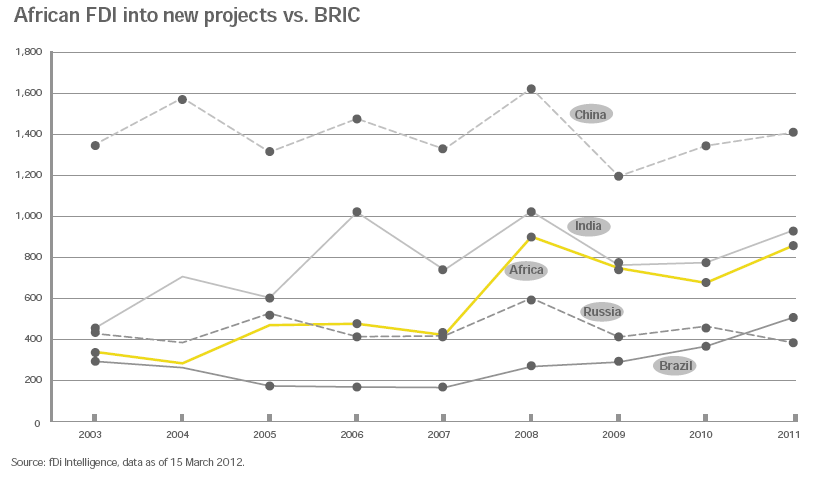 African FDI into new projects vs. BRIC
1,800
1,600
China
1,400
1,200
1,000
India
800
Africa
600
Russia
400
Brazil
200
0
2003 2004 2005 2006 2007 2008 2009 2010 2011
Source: fDi Intelligence, data as of 15 March 2012.